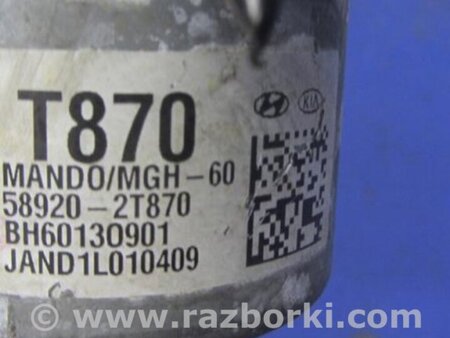 T870
KIA
MANDO/MGH-60
58920-2T870
BH60130901
JAND1L010409
www.razborki.com